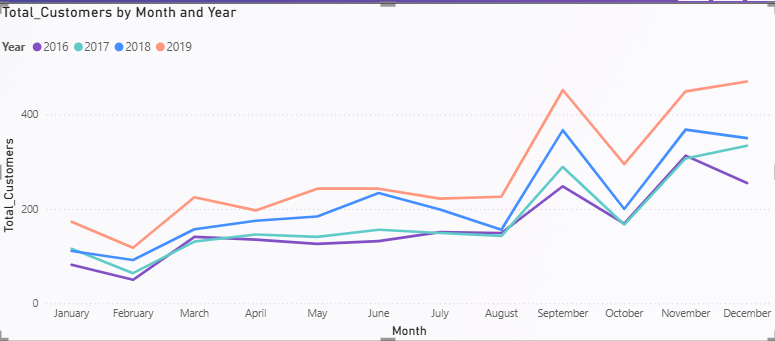 Total_Customers by Month and Year
Year 2016 2017 2018 2019
400
200
0
Total_Customers
January February March April May June July August September October November December
Month